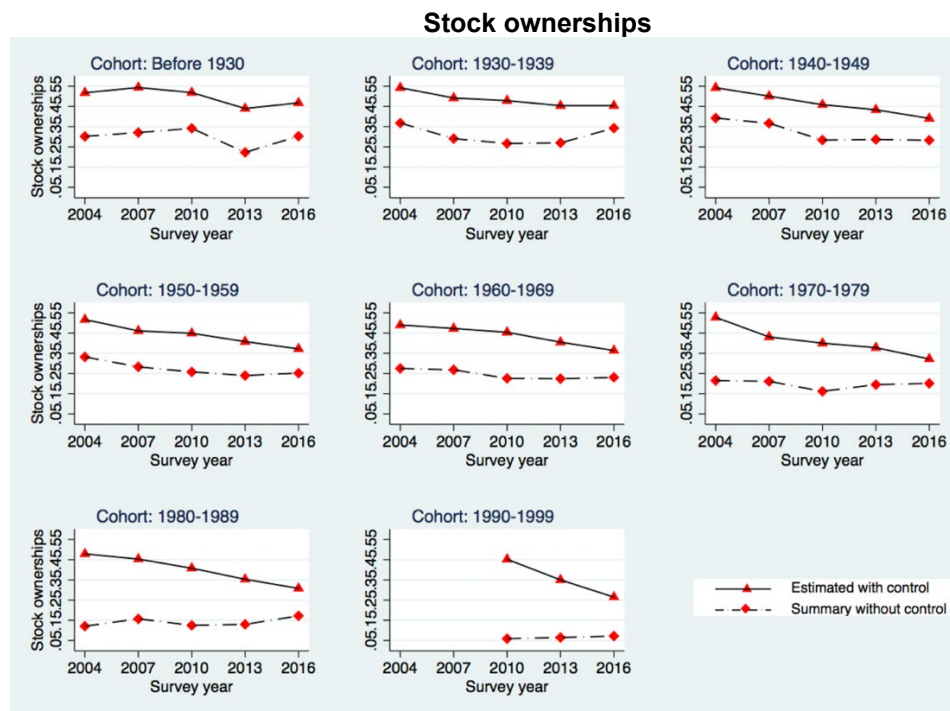 Stock ownerships
Cohort: Before 1930
Stock ownerships
.05.15.25.35.45.55
2004 2007 2010 2013 2016
Survey year
Cohort: 1930-1939
.05.15.25.35.45.55
2004 2007 2010 2013 2016
Survey year
Cohort: 1940-1949
.05.15.25.35.45.55
2004 2007 2010 2013 2016
Survey year
Cohort: 1950-1959
Stock ownerships
.05.15.25.35.45.55
2004 2007 2010 2013 2016
Survey year
Cohort: 1960-1969
.05.15.25.35.45.55
2004 2007 2010 2013 2016
Survey year
Cohort: 1970-1979
.05.15.25.35.45.55
2004 2007 2010 2013 2016
Survey year
Cohort: 1980-1989
Stock ownerships
.05.15.25.35.45.55
2004 2007 2010 2013 2016
Survey year
Cohort: 1990-1999
.05.15.25.35.45.55
2004 2007 2010 2013 2016
Survey year
Estimated with control
Summary without control